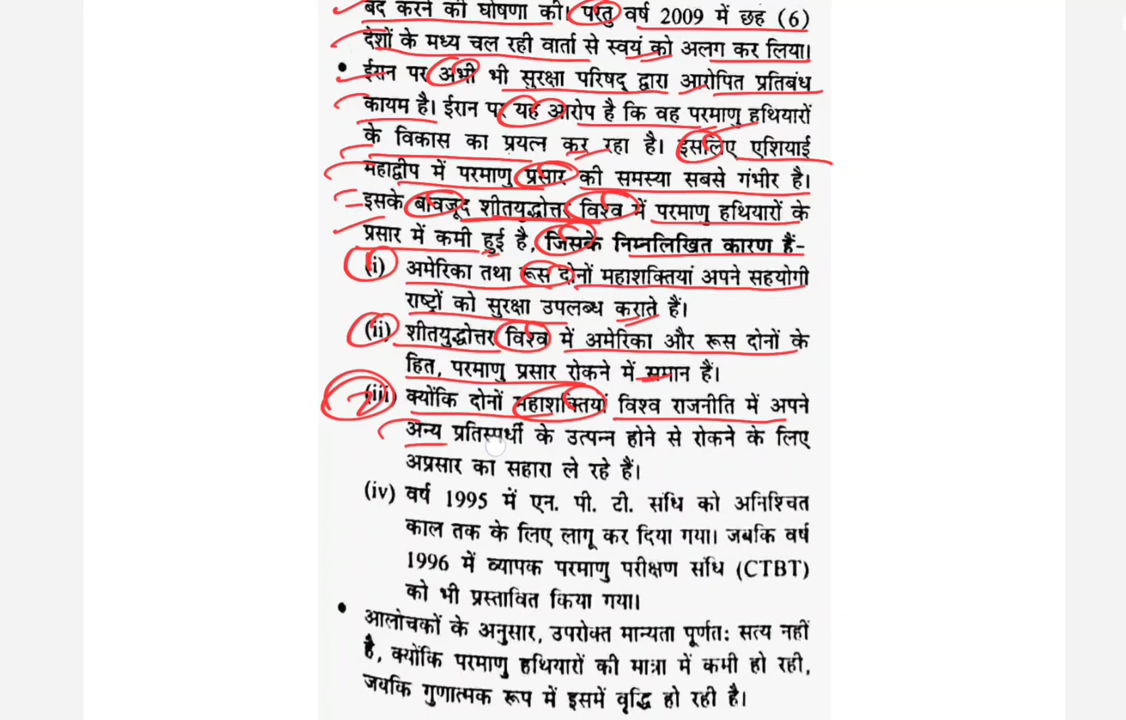 बंद करने की घोषणा की। परंतु वर्ष 2009 में छह (6)
देशों के मध्य चल रही वार्ता से स्वयं को अलग कर लिया।
• ईरान पर अभी भी सुरक्षा परिषद् द्वारा आरोपित प्रतिबंध
कायम है। ईरान पर यह आरोप है कि वह परमाणु हथियारों
के विकास का प्रयत्न कर रहा है। इसलिए एशियाई
महाद्वीप में परमाणु प्रसार की समस्या सबसे गंभीर है।
इसके बावजूद शीतयुद्धोत्तर विश्व में परमाणु हथियारों के
प्रसार में कमी हुई है, जिसके निम्नलिखित कारण हैं-
(i) अमेरिका तथा रूस दोनों महाशक्तियां अपने सहयोगी
राष्ट्रों को सुरक्षा उपलब्ध कराते हैं।
(ii) शीतयुद्धोत्तर विश्व में अमेरिका और रूस दोनों के
हित, परमाणु प्रसार रोकने में समान हैं।
(iii) क्योंकि दोनों महाशक्तियां विश्व राजनीति में अपने
अन्य प्रतिस्पर्धी के उत्पन्न होने से रोकने के लिए
अप्रसार का सहारा ले रहे हैं।
(iv) वर्ष 1995 में एन. पी. टी. संधि को अनिश्चित
काल तक के लिए लागू कर दिया गया। जबकि वर्ष
1996 में व्यापक परमाणु परीक्षण संधि (CTBT)
को भी प्रस्तावित किया गया।
• आलोचकों के अनुसार, उपरोक्त मान्यता पूर्णत: सत्य नहीं
है, क्योंकि परमाणु हथियारों की मात्रा में कमी हो रही,
जबकि गुणात्मक रूप में इसमें वृद्धि हो रही है।